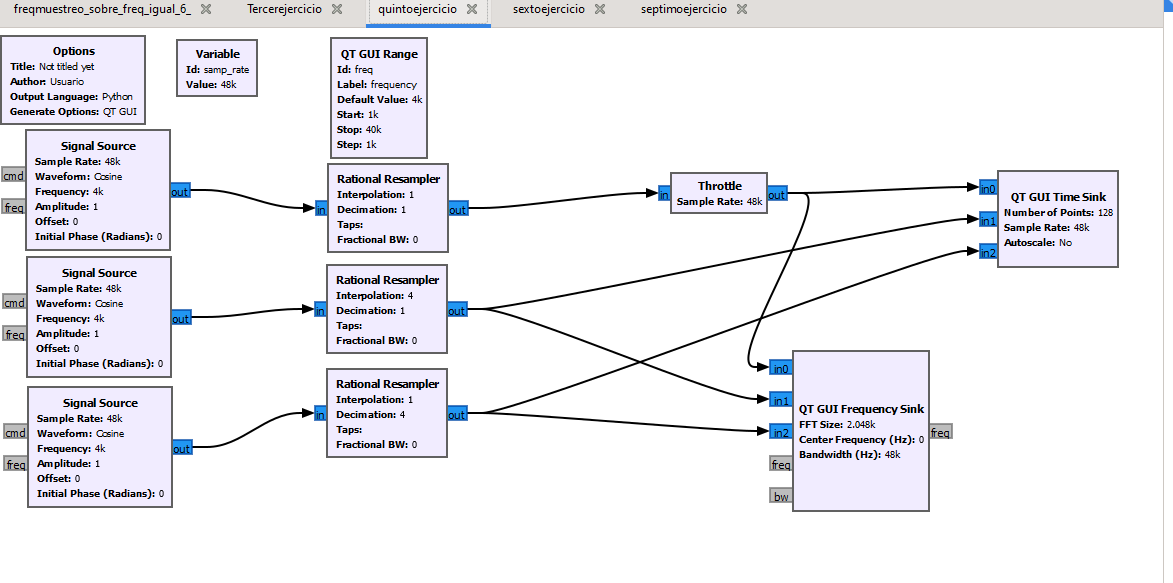 freqmuestreo_sobre_freq_igual_6_
Tercerejercicio
quintoejercicio
sextoejercicio
septimoejercicio
Options
Title: Not titled yet
Author: Usuario
Output Language: Python
Generate Options: QT GUI
Variable
Id: samp_rate
Value: 48k
QT GUI Range
Id: freq
Label: frequency
Default Value: 4k
Start: 1k
Stop: 40k
Step: 1k
cmd
freq
Signal Source
Sample Rate: 48k
Waveform: Cosine
Frequency: 4k
Amplitude: 1
Offset: 0
Initial Phase (Radians): 0
out
in
Rational Resampler
Interpolation: 1
Decimation: 1
Taps:
Fractional BW: 0
out
in
Throttle
Sample Rate: 48k
out
in0
in1
in2
QT GUI Time Sink
Number of Points: 128
Sample Rate: 48k
Autoscale: No
cmd
freq
Signal Source
Sample Rate: 48k
Waveform: Cosine
Frequency: 4k
Amplitude: 1
Offset: 0
Initial Phase (Radians): 0
out
in
Rational Resampler
Interpolation: 4
Decimation: 1
Taps:
Fractional BW: 0
out
cmd
freq
Signal Source
Sample Rate: 48k
Waveform: Cosine
Frequency: 4k
Amplitude: 1
Offset: 0
Initial Phase (Radians): 0
out
in
Rational Resampler
Interpolation: 1
Decimation: 4
Taps:
Fractional BW: 0
out
in0
in1
in2
freq
bw
QT GUI Frequency Sink
FFT Size: 2.048k
Center Frequency (Hz): 0
Bandwidth (Hz): 48k
freq